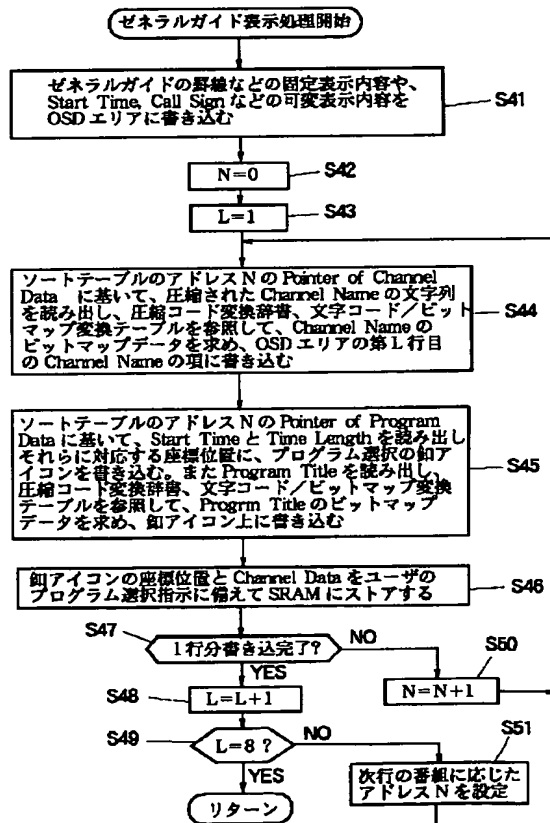 ゼネラルガイド表示処理開始
ゼネラルガイドの罫線などの固定表示内容や、
Start Time, Call Sign などの可変表示内容を
OSD エリアに書き込む
S41
N=0
S42
L=1
S43
ソートテーブルのアドレス N の Pointer of Channel
Data に基いて、圧縮された Channel Name の文字列
を読み出し、圧縮コード変換辞書、文字コード/ビット
マップ変換テーブルを参照して、Channel Name の
ビットマップデータを求め、OSD エリアの第 L 行目
の Channel Name の項に書き込む
S44
ソートテーブルのアドレス N の Pointer of Program
Data に基いて、Start Time と Time Length を読み出し
それらに対応する座標位置に、プログラム選択の釦ア
イコンを書き込む。また Program Title を読み出し、
圧縮コード変換辞書、文字コード/ビットマップ変換
テーブルを参照して、Progrm Title のビットマップ
データを求め、釦アイコン上に書き込む
S45
釦アイコンの座標位置と Channel Data をユーザの
プログラム選択指示に備えて SRAM にストアする
S46
S47
1 行分書き込完了?
NO
YES
S50
N=N+1
S48
L=L+1
S49
L=8 ?
NO
YES
S51
次行の番組に応じた
アドレス N を設定
リターン